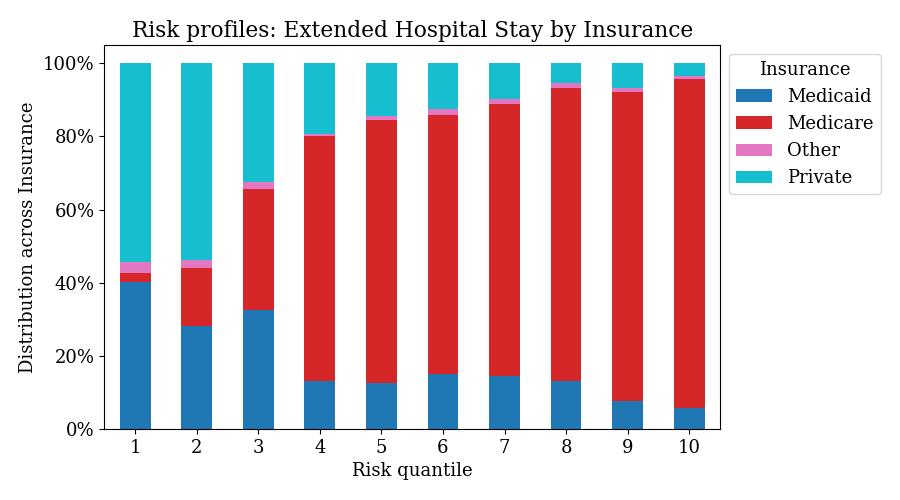 Risk profiles: Extended Hospital Stay by Insurance
Distribution across Insurance
100%
80%
60%
40%
20%
0%
1 2 3 4 5 6 7 8 9 10
Risk quantile
Insurance
Medicaid
Medicare
Other
Private